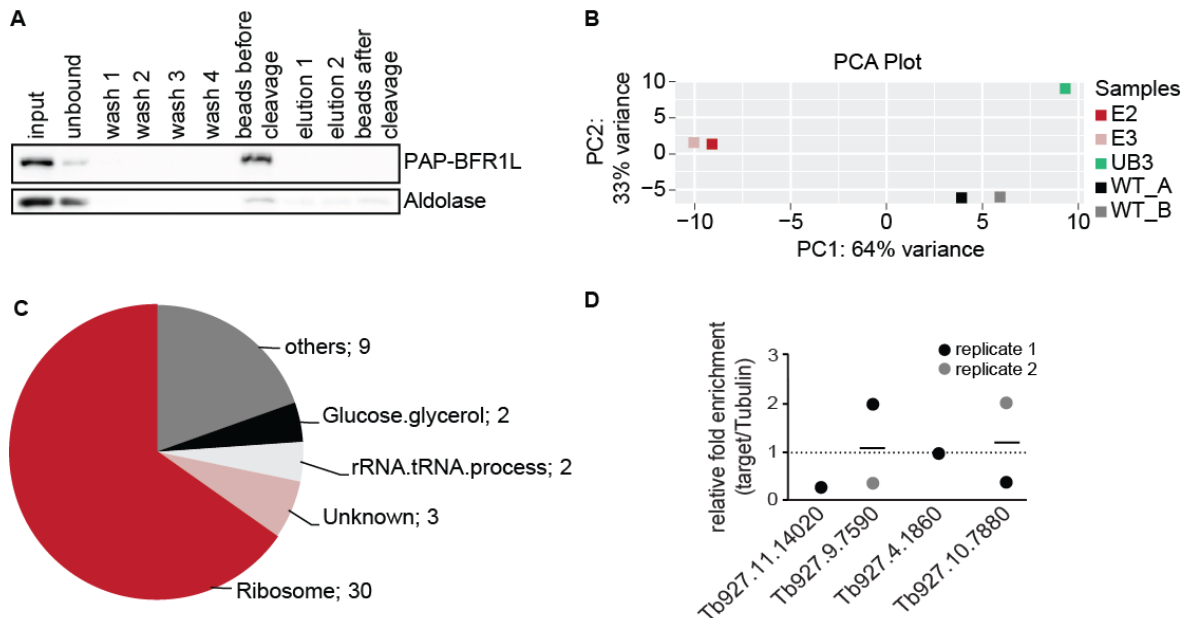 A
input
unbound
wash 1
wash 2
wash 3
wash 4
beads before
cleavage
elution 1
elution 2
beads after
cleavage
PAP-BFR1L
Aldolase
B
PCA Plot
PC2:
33% variance
10
5
0
−5
−10
−5
0
5
10
PC1: 64% variance
Samples
E2
E3
UB3
WT_A
WT_B
C
others; 9
Glucose.glycerol; 2
rRNA.tRNA.process; 2
Unknown; 3
Ribosome; 30
D
relative fold enrichment
(target/Tubulin)
3
2
1
0
replicate 1
replicate 2
Tb927.11.14020
Tb927.9.7590
Tb927.4.1860
Tb927.10.7880